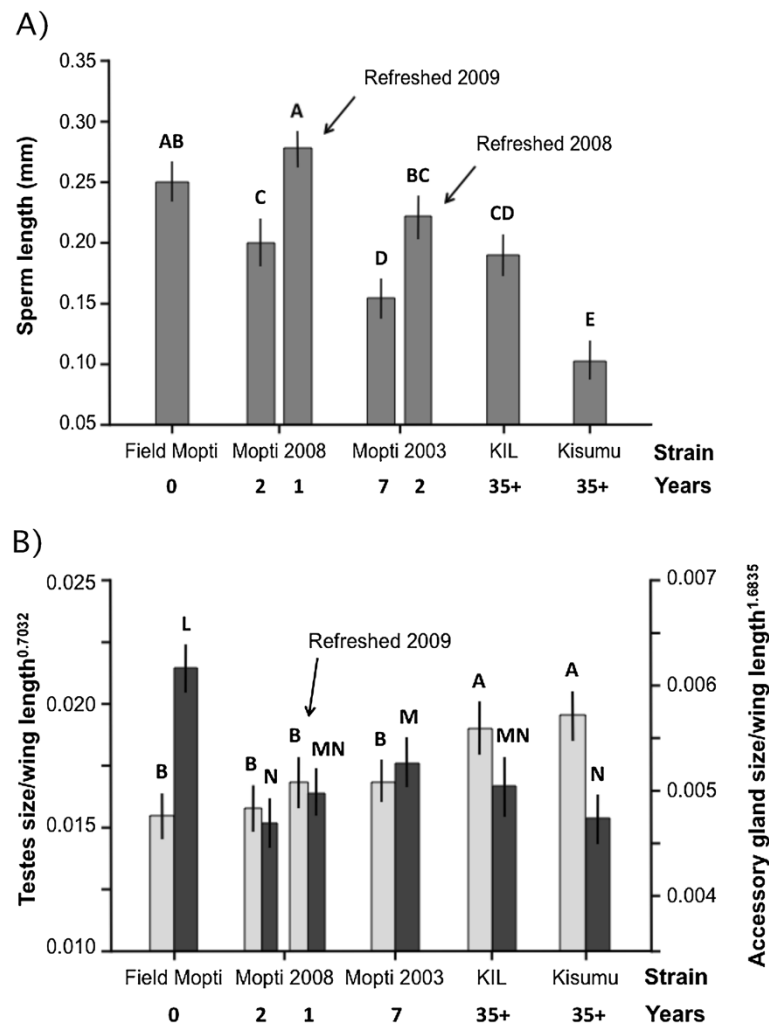 A)
Sperm length (mm)
0.35
0.30
0.25
0.20
0.15
0.10
0.05
Refreshed 2009
Refreshed 2008
AB
C
A
D
BC
CD
E
Field Mopti Mopti 2008 Mopti 2003 KIL Kisumu Strain
0 2 1 7 2 35+ 35+ Years
B)
Testes size/wing length^0.7032
0.025
0.020
0.015
0.010
Accessory gland size/wing length^1.6835
0.007
0.006
0.005
0.004
Refreshed 2009
B
L
B
N
B
MN
B
M
A
MN
A
N
Field Mopti Mopti 2008 Mopti 2003 KIL Kisumu Strain
0 2 1 7 35+ 35+ Years